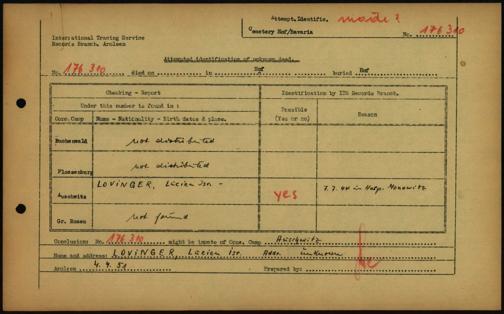 Attempt. Identific. made?
Cemetery Hof/Bavaria No. 176 310
International Tracing Service
Records Branch, Arolsen
Attempted identification of unknown dead.
No. 176 310 died on in Hof buried Hof
Checking - Report
Under this number is found in :
Conc. Camp Name - Nationality - Birth dates & place.
Identification by ITS Records Branch.
Possible (Yes or no) Reason
Buchenwald not distributed
Flossenburg not distributed
Auschwitz LOVINGER, Lucien Isr. - yes 7.7.44 in Hosp. Monowitz
Gr. Rosen not found
Conclusion: No. 176 310 might be inmate of Conc. Camp Auschwitz
Name and address: LOVINGER, Lucien Isr. Addr. unknown
Arolsen 4.4.51 Prepared by: